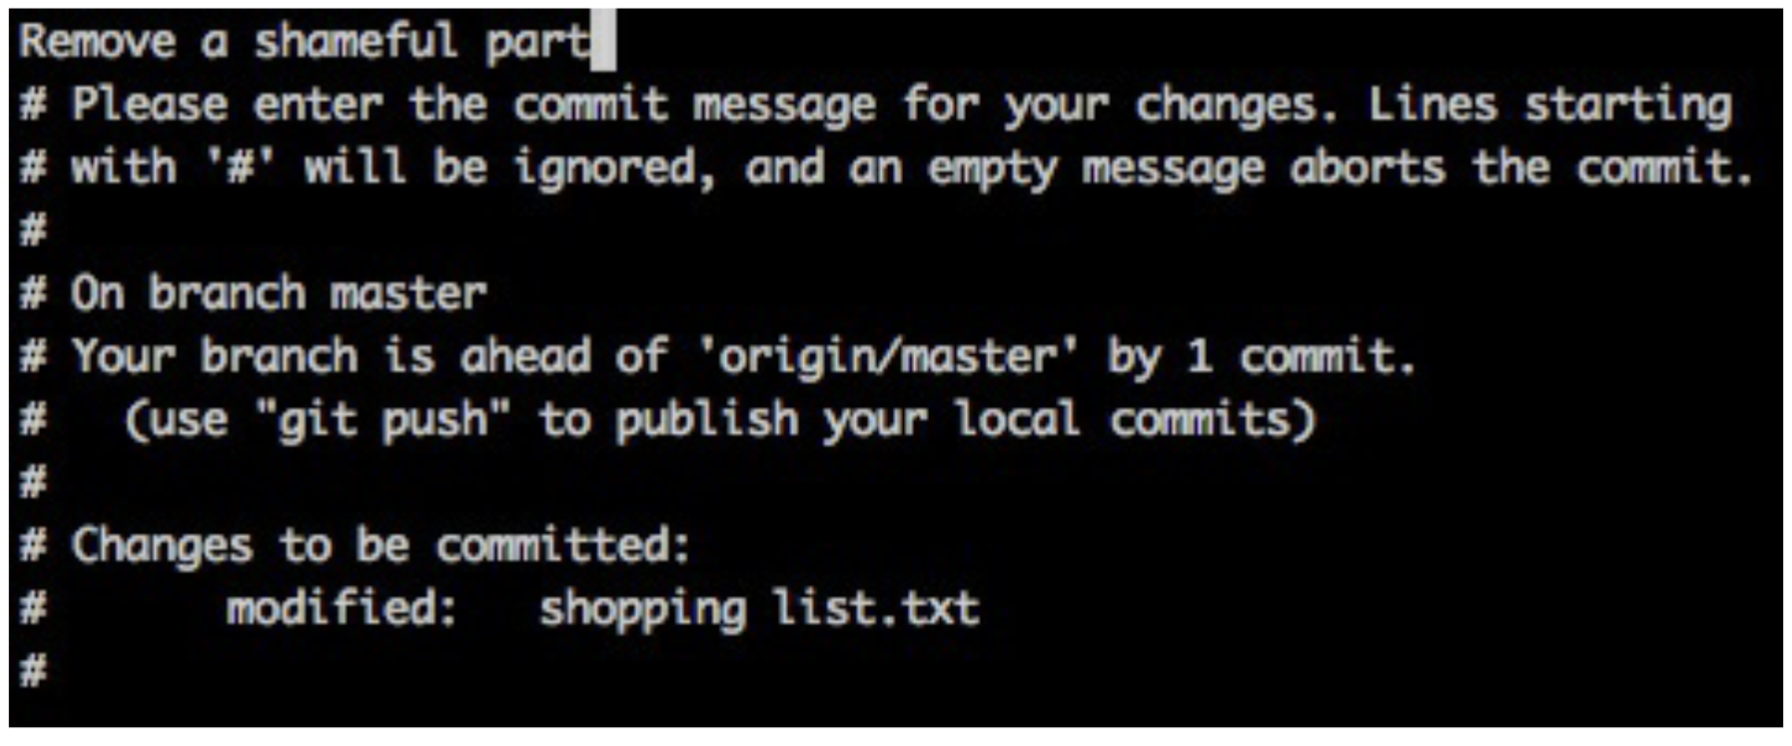 Remove a shameful part
# Please enter the commit message for your changes. Lines starting
# with '#' will be ignored, and an empty message aborts the commit.
#
# On branch master
# Your branch is ahead of 'origin/master' by 1 commit.
#   (use "git push" to publish your local commits)
#
# Changes to be committed:
#       modified:   shopping list.txt
#